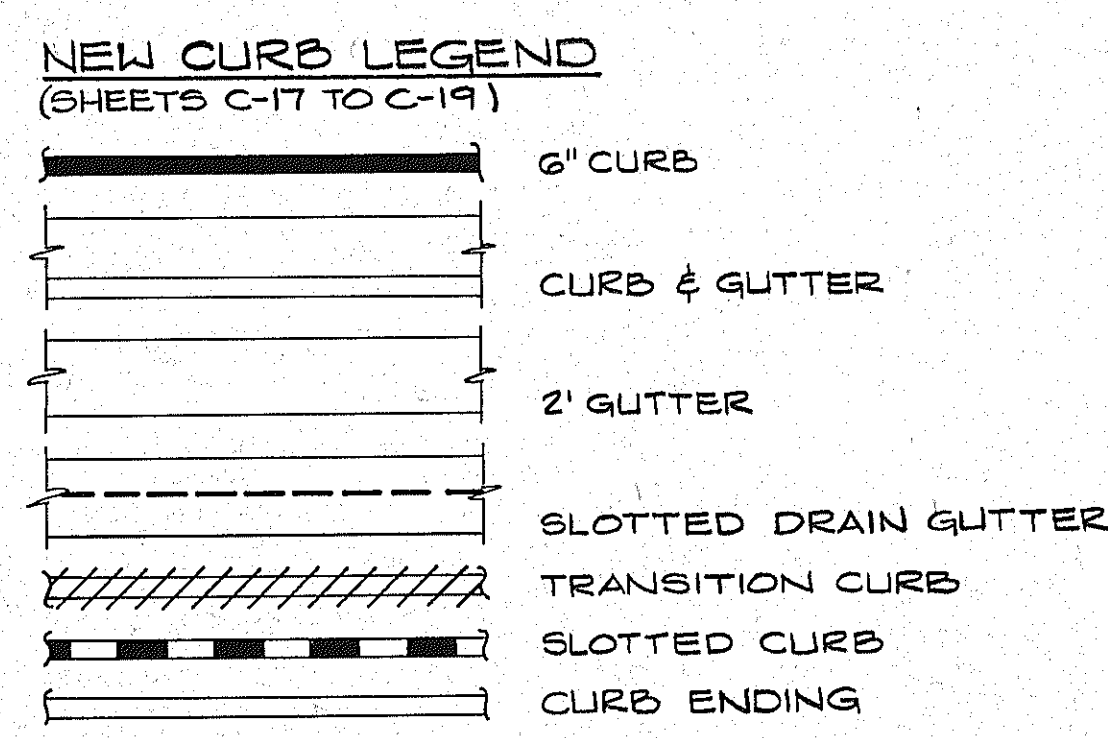 NEW CURB LEGEND
(SHEETS C-17 TO C-19)
6" CURB
CURB & GUTTER
2' GUTTER
SLOTTED DRAIN GUTTER
TRANSITION CURB
SLOTTED CURB
CURB ENDING